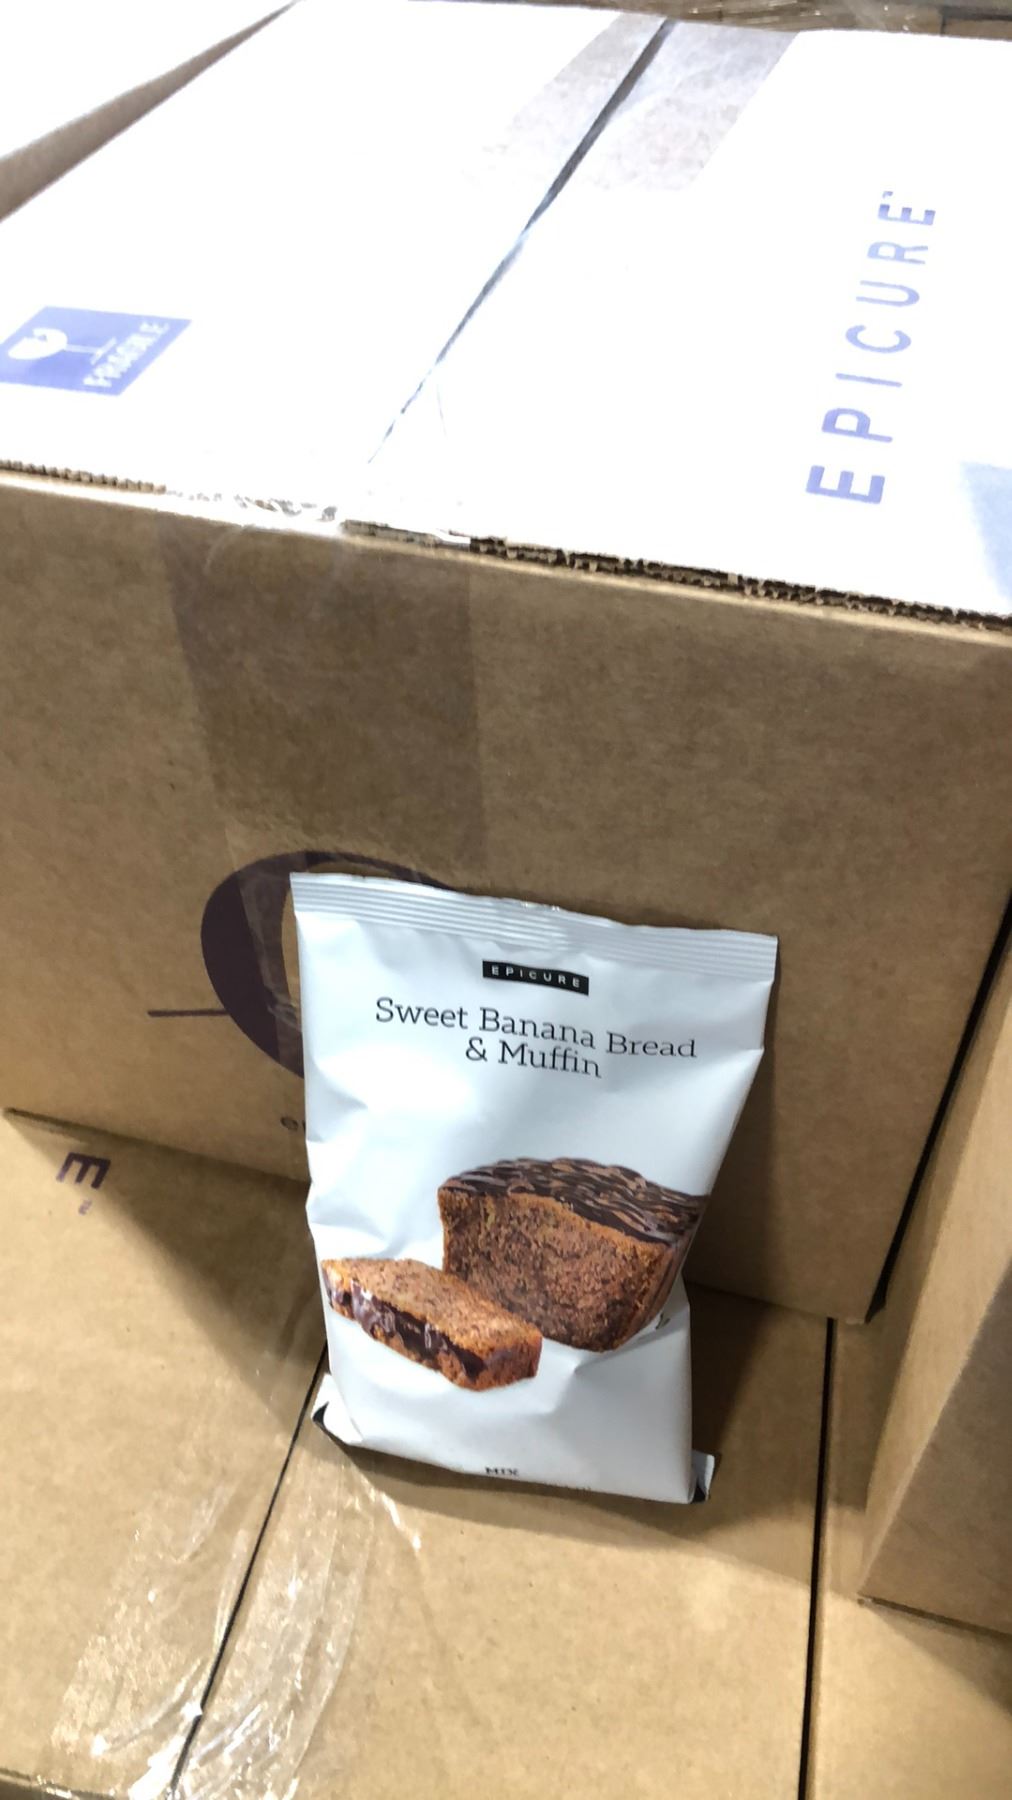 EPICURE
FRAGILE
EPICURE
Sweet Banana Bread
& Muffin
E
MIX